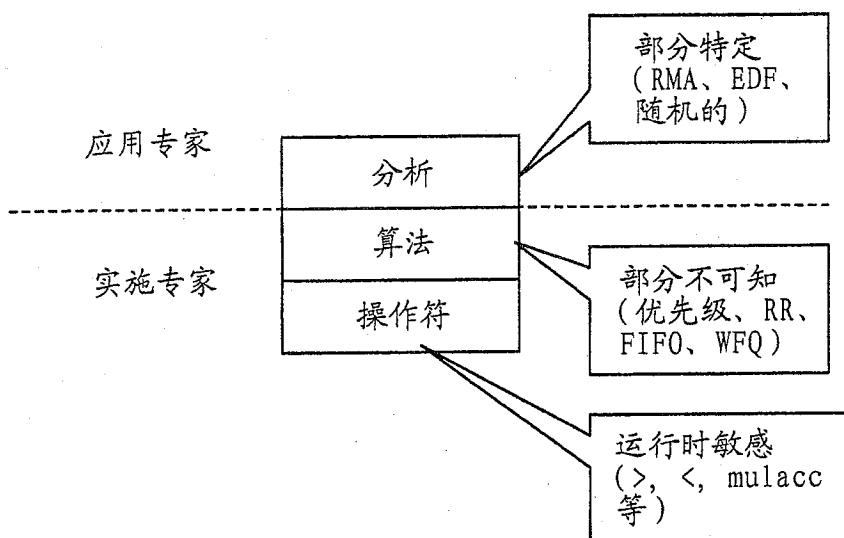 部分特定
(RMA、EDF、
随机的)
应用专家
分析
算法
实施专家
操作符
部分不可知
(优先级、RR、
FIFO、WFQ)
运行时敏感
(>, <, mulacc
等)